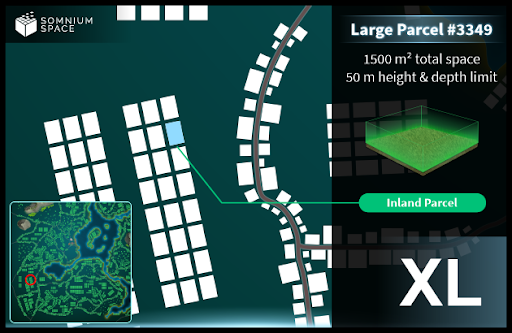 SOMNIUM
SPACE
Large Parcel #3349
1500 m² total space
50 m height & depth limit
Inland Parcel
XL